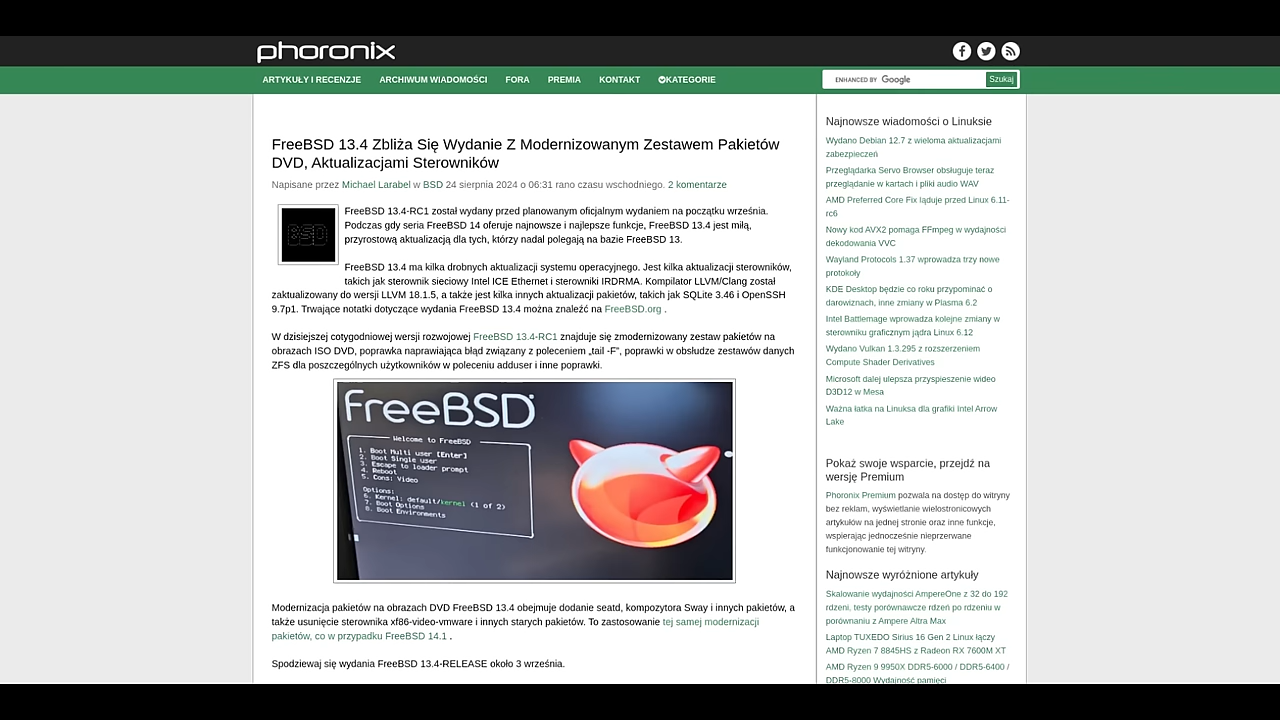 phoronix
ARTYKUŁY I RECENZJE ARCHIWUM WIADOMOŚCI FORA PREMIA KONTAKT KATEGORIE
ENHANCED BY Google Szukaj
FreeBSD 13.4 Zbliża Się Wydanie Z Modernizowanym Zestawem Pakietów
DVD, Aktualizacjami Sterowników
Napisane przez Michael Larabel w BSD 24 sierpnia 2024 o 06:31 rano czasu wschodniego. 2 komentarze
BSD
FreeBSD 13.4-RC1 został wydany przed planowanym oficjalnym wydaniem na początku września.
Podczas gdy seria FreeBSD 14 oferuje najnowsze i najlepsze funkcje, FreeBSD 13.4 jest miłą,
przyrostową aktualizacją dla tych, którzy nadal polegają na bazie FreeBSD 13.
FreeBSD 13.4 ma kilka drobnych aktualizacji systemu operacyjnego. Jest kilka aktualizacji sterowników,
takich jak sterownik sieciowy Intel ICE Ethernet i sterowniki IRDRMA. Kompilator LLVM/Clang został
zaktualizowany do wersji LLVM 18.1.5, a także jest kilka innych aktualizacji pakietów, takich jak SQLite 3.46 i OpenSSH
9.7p1. Trwające notatki dotyczące wydania FreeBSD 13.4 można znaleźć na FreeBSD.org .
W dzisiejszej cotygodniowej wersji rozwojowej FreeBSD 13.4-RC1 znajduje się zmodernizowany zestaw pakietów na
obrazach ISO DVD, poprawka naprawiająca błąd związany z poleceniem „tail -F”, poprawki w obsłudze zestawów danych
ZFS dla poszczególnych użytkowników w poleceniu adduser i inne poprawki.
FreeBSD
Welcome to FreeBSD
1. Boot Multi user [Enter]
2. Boot Single user
3. Escape to loader prompt
4. Reboot
5. Cons: Video
Options:
6. Kernel: default/kernel (1 of 2)
7. Boot Options
8. Boot Environments
Modernizacja pakietów na obrazach DVD FreeBSD 13.4 obejmuje dodanie seatd, kompozytora Sway i innych pakietów, a
także usunięcie sterownika xf86-video-vmware i innych starych pakietów. To zastosowanie tej samej modernizacji
pakietów, co w przypadku FreeBSD 14.1 .
Spodziewaj się wydania FreeBSD 13.4-RELEASE około 3 września.
Najnowsze wiadomości o Linuksie
Wydano Debian 12.7 z wieloma aktualizacjami
zabezpieczeń
Przeglądarka Servo Browser obsługuje teraz
przeglądanie w kartach i pliki audio WAV
AMD Preferred Core Fix ląduje przed Linux 6.11-
rc6
Nowy kod AVX2 pomaga FFmpeg w wydajności
dekodowania VVC
Wayland Protocols 1.37 wprowadza trzy nowe
protokoły
KDE Desktop będzie co roku przypominać o
darowiznach, inne zmiany w Plasma 6.2
Intel Battlemage wprowadza kolejne zmiany w
sterowniku graficznym jądra Linux 6.12
Wydano Vulkan 1.3.295 z rozszerzeniem
Compute Shader Derivatives
Microsoft dalej ulepsza przyspieszenie wideo
D3D12 w Mesa
Ważna łatka na Linuksa dla grafiki Intel Arrow
Lake
Pokaż swoje wsparcie, przejdź na
wersję Premium
Phoronix Premium pozwala na dostęp do witryny
bez reklam, wyświetlanie wielostronicowych
artykułów na jednej stronie oraz inne funkcje,
wspierając jednocześnie nieprzerwane
funkcjonowanie tej witryny.
Najnowsze wyróżnione artykuły
Skalowanie wydajności AmpereOne z 32 do 192
rdzeni, testy porównawcze rdzeń po rdzeniu w
porównaniu z Ampere Altra Max
Laptop TUXEDO Sirius 16 Gen 2 Linux łączy
AMD Ryzen 7 8845HS z Radeon RX 7600M XT
AMD Ryzen 9 9950X DDR5-6000 / DDR5-6400 /
DDR5-8000 Wydajność pamięci